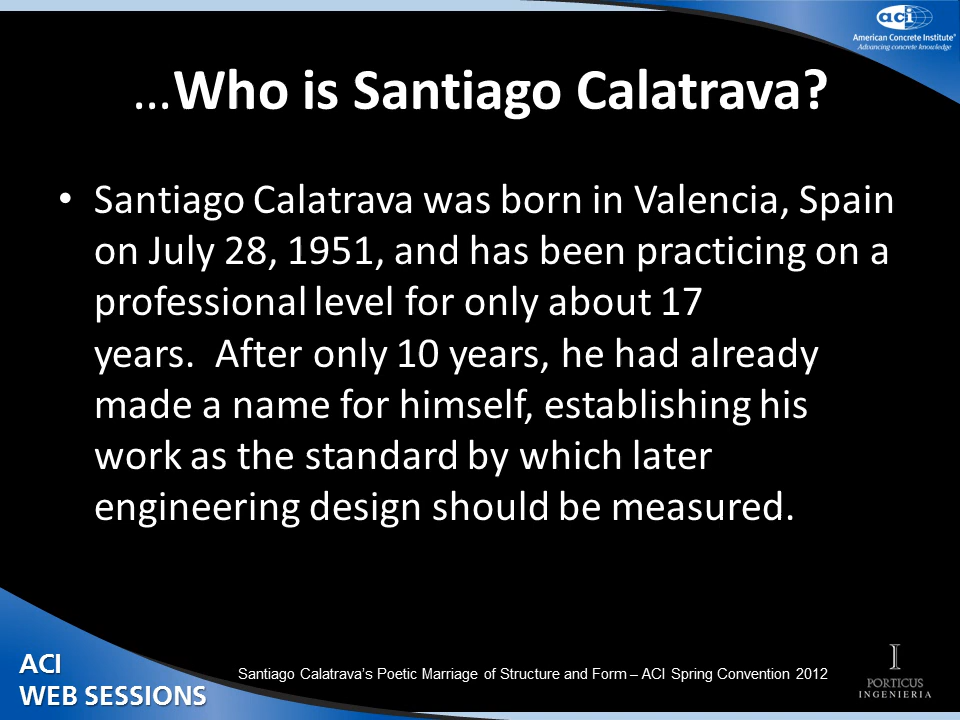 aci
American Concrete Institute®
Advancing concrete knowledge
...Who is Santiago Calatrava?
• Santiago Calatrava was born in Valencia, Spain
on July 28, 1951, and has been practicing on a
professional level for only about 17
years.  After only 10 years, he had already
made a name for himself, establishing his
work as the standard by which later
engineering design should be measured.
ACI
WEB SESSIONS
Santiago Calatrava’s Poetic Marriage of Structure and Form – ACI Spring Convention 2012
PORTICUS
INGENIERIA